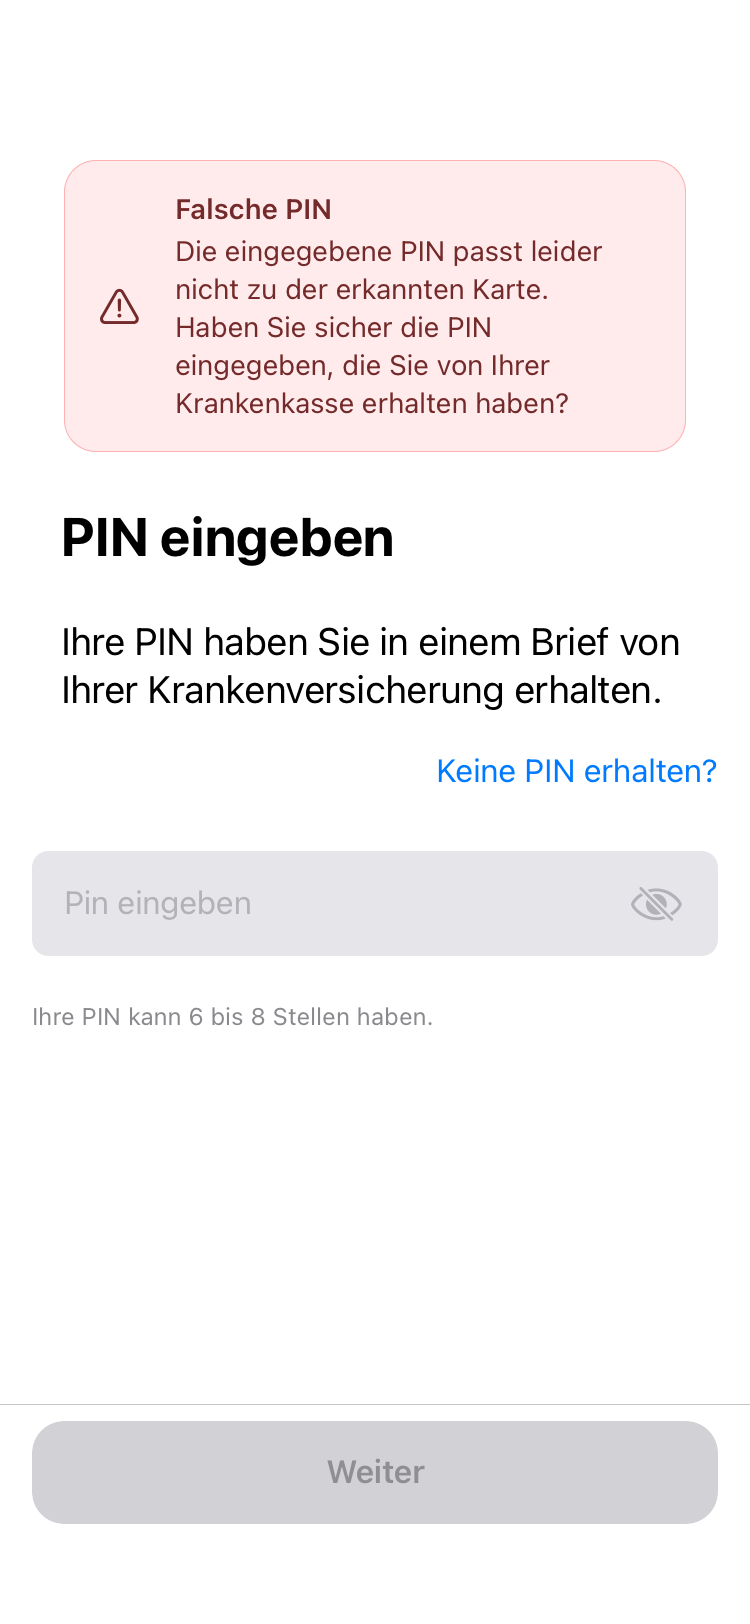 Falsche PIN
Die eingegebene PIN passt leider
nicht zu der erkannten Karte.
Haben Sie sicher die PIN
eingegeben, die Sie von Ihrer
Krankenkasse erhalten haben?
PIN eingeben
Ihre PIN haben Sie in einem Brief von
Ihrer Krankenversicherung erhalten.
Keine PIN erhalten?
Pin eingeben
Ihre PIN kann 6 bis 8 Stellen haben.
Weiter